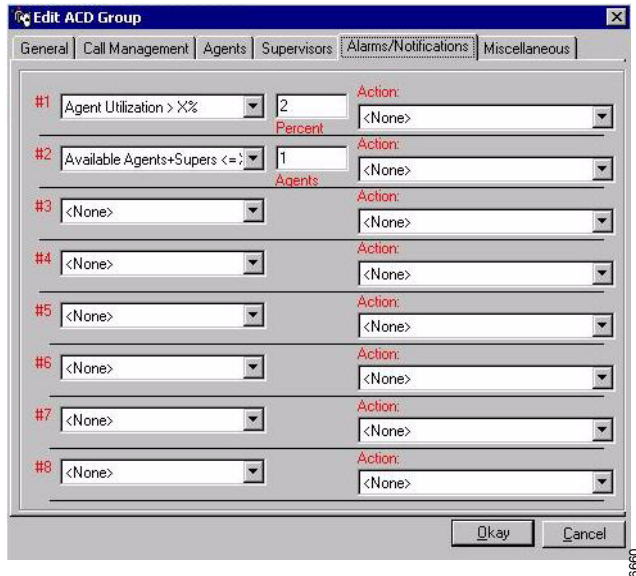 Edit ACD Group
General Call Management Agents Supervisors Alarms/Notifications Miscellaneous
#1 Agent Utilization > X% 2 Percent Action: <None>
#2 Available Agents+Supers <= 1 Agents Action: <None>
#3 <None> Action: <None>
#4 <None> Action: <None>
#5 <None> Action: <None>
#6 <None> Action: <None>
#7 <None> Action: <None>
#8 <None> Action: <None>
Okay Cancel